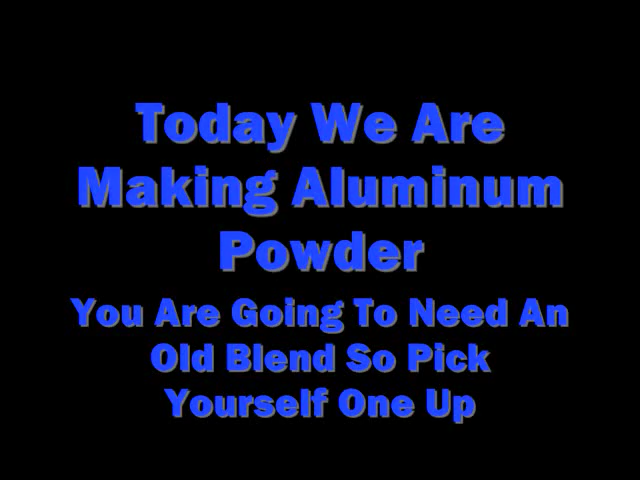 Today We Are
Making Aluminum
Powder
You Are Going To Need An
Old Blend So Pick
Yourself One Up